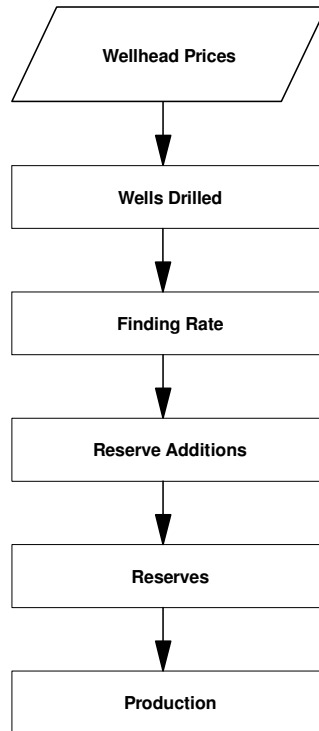 Wellhead Prices
Wells Drilled
Finding Rate
Reserve Additions
Reserves
Production